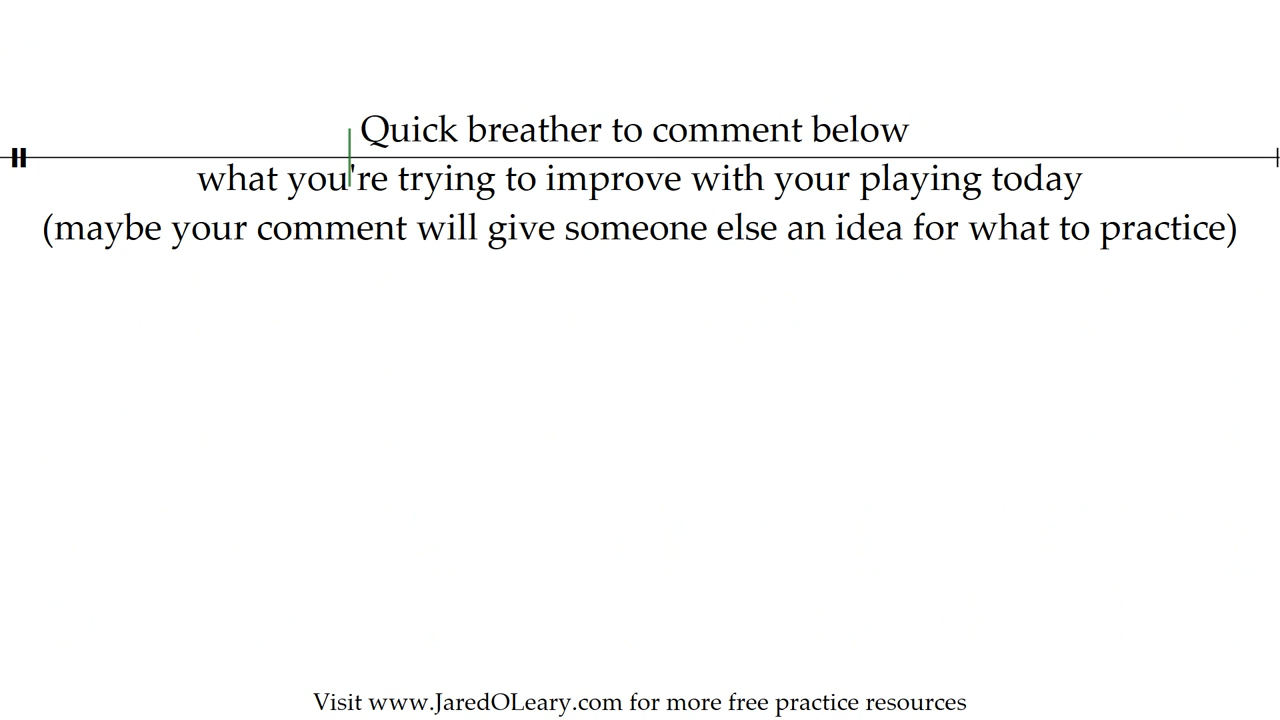 Quick breather to comment below
what you're trying to improve with your playing today
(maybe your comment will give someone else an idea for what to practice)
Visit www.JaredOLeary.com for more free practice resources